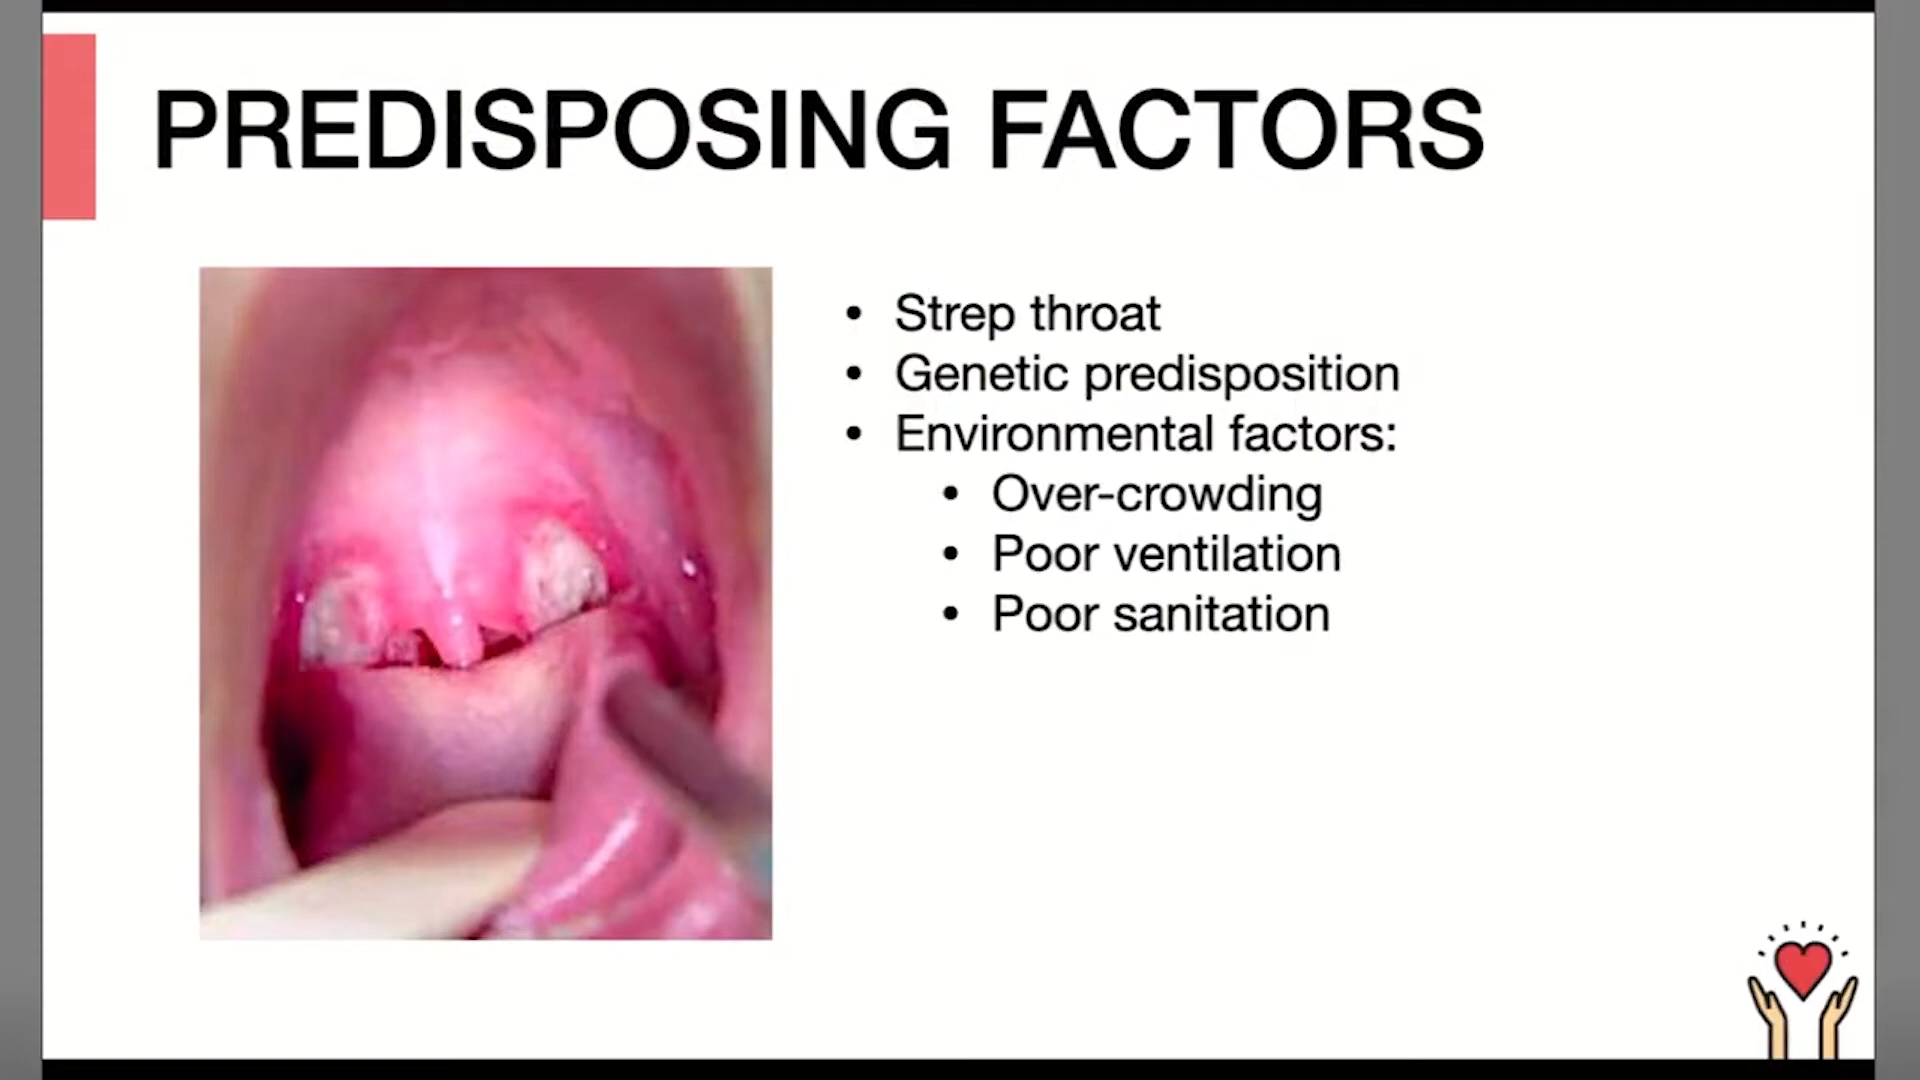 PREDISPOSING FACTORS
• Strep throat
• Genetic predisposition
• Environmental factors:
• Over-crowding
• Poor ventilation
• Poor sanitation